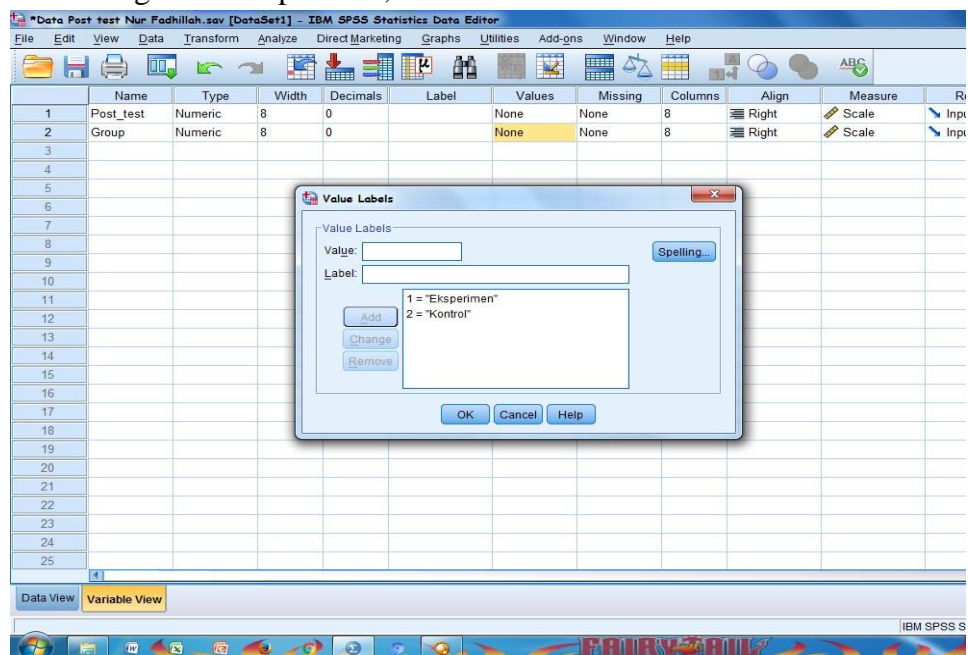 *Data Post test Nur Fadhillah.sav [DataSet1] - IBM SPSS Statistics Data Editor
File Edit View Data Transform Analyze Direct Marketing Graphs Utilities Add-ons Window Help
Name Type Width Decimals Label Values Missing Columns Align Measure
1 Post_test Numeric 8 0 None None 8 Right Scale
2 Group Numeric 8 0 None None 8 Right Scale
3
4
5
6
7
8
9
10
11
12
13
14
15
16
17
18
19
20
21
22
23
24
25
Value Labels
Value Labels
Value:
Spelling...
Label:
1 = "Eksperimen"
Add
2 = "Kontrol"
Change
Remove
OK Cancel Help
Data View Variable View
IBM SPSS S
FAIRY TAIL